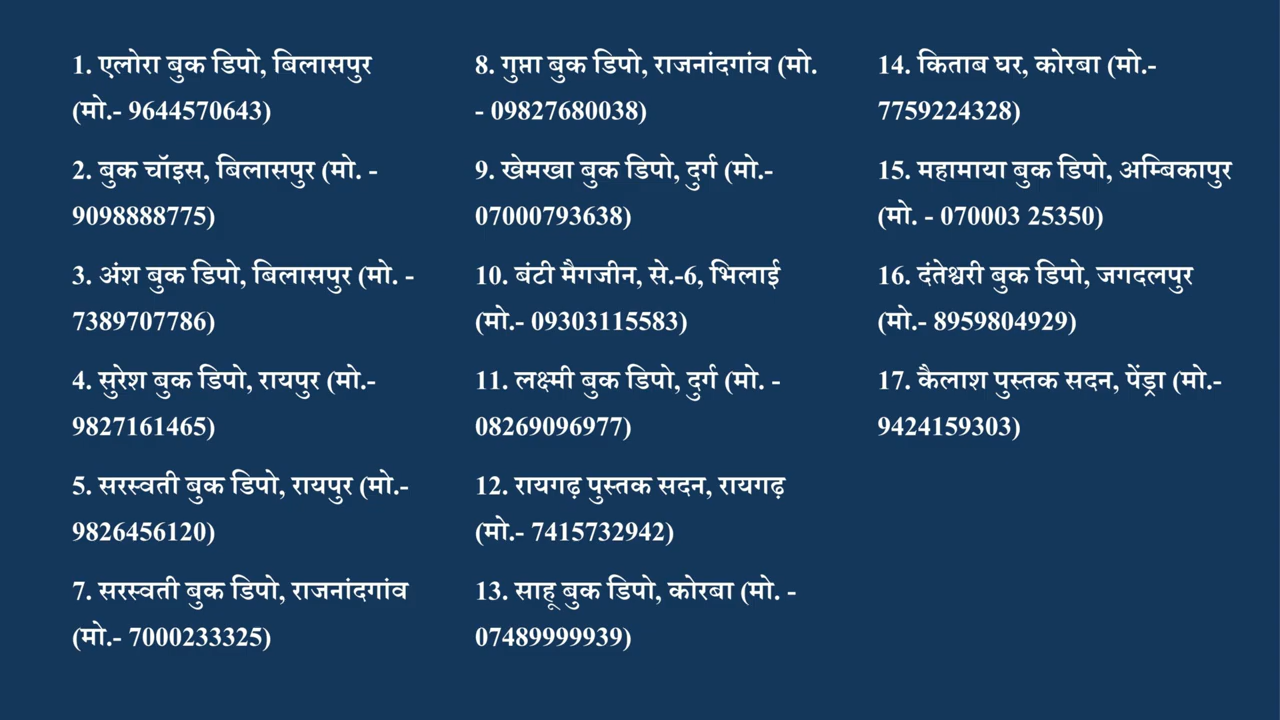 1. एलोरा बुक डिपो, बिलासपुर
(मो.- 9644570643)
2. बुक चॉइस, बिलासपुर (मो. -
9098888775)
3. अंश बुक डिपो, बिलासपुर (मो. -
7389707786)
4. सुरेश बुक डिपो, रायपुर (मो.-
9827161465)
5. सरस्वती बुक डिपो, रायपुर (मो.-
9826456120)
7. सरस्वती बुक डिपो, राजनांदगांव
(मो.- 7000233325)
8. गुप्ता बुक डिपो, राजनांदगांव (मो.
- 09827680038)
9. खेमखा बुक डिपो, दुर्ग (मो.-
07000793638)
10. बंटी मैगजीन, से.-6, भिलाई
(मो.- 09303115583)
11. लक्ष्मी बुक डिपो, दुर्ग (मो. -
08269096977)
12. रायगढ़ पुस्तक सदन, रायगढ़
(मो.- 7415732942)
13. साहू बुक डिपो, कोरबा (मो. -
07489999939)
14. किताब घर, कोरबा (मो.-
7759224328)
15. महामाया बुक डिपो, अम्बिकापुर
(मो. - 070003 25350)
16. दंतेश्वरी बुक डिपो, जगदलपुर
(मो.- 8959804929)
17. कैलाश पुस्तक सदन, पेंड्रा (मो.-
9424159303)